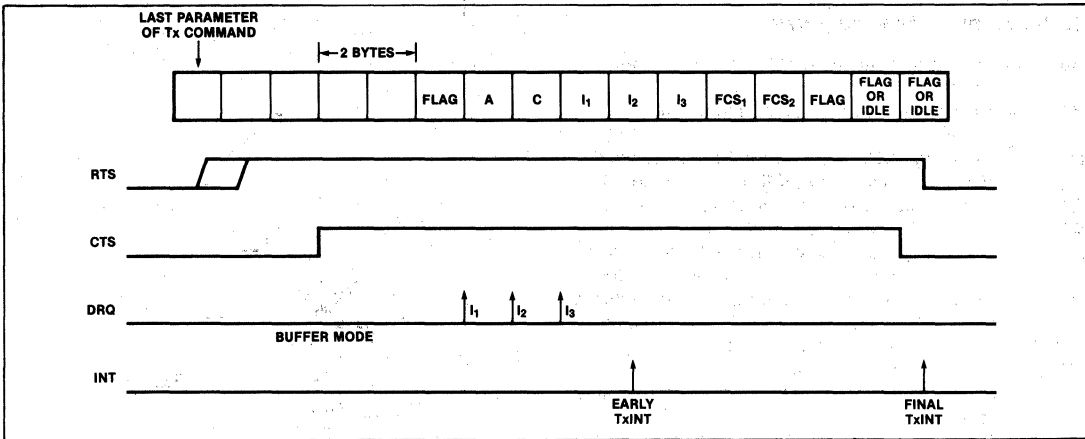 LAST PARAMETER
OF Tx COMMAND
2 BYTES
FLAG A C I₁ I₂ I₃ FCS₁ FCS₂ FLAG FLAG OR IDLE FLAG OR IDLE
RTS
CTS
DRQ I₁ I₂ I₃
BUFFER MODE
INT
EARLY FINAL
TxINT TxINT